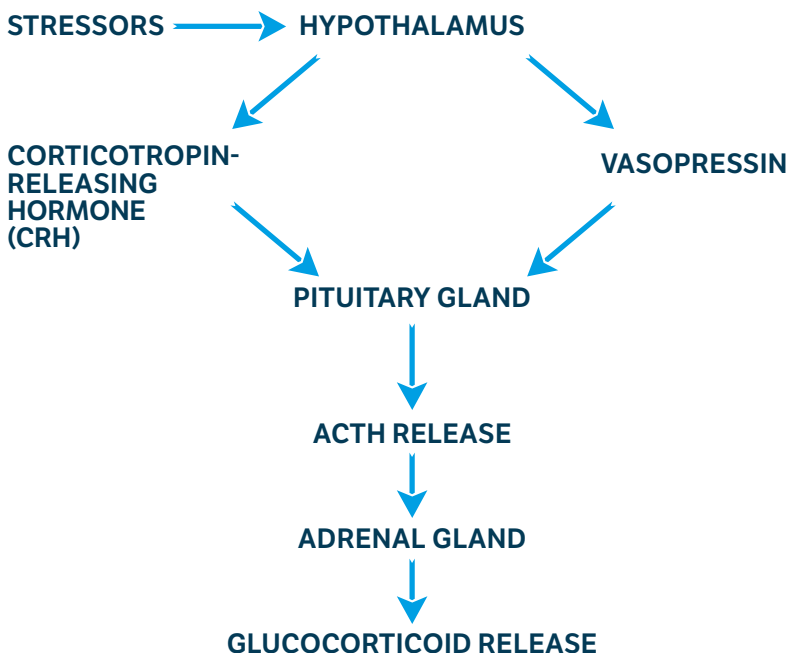 STRESSORS
HYPOTHALAMUS
CORTICOTROPIN-
RELEASING
HORMONE
(CRH)
VASOPRESSIN
PITUITARY GLAND
ACTH RELEASE
ADRENAL GLAND
GLUCOCORTICOID RELEASE